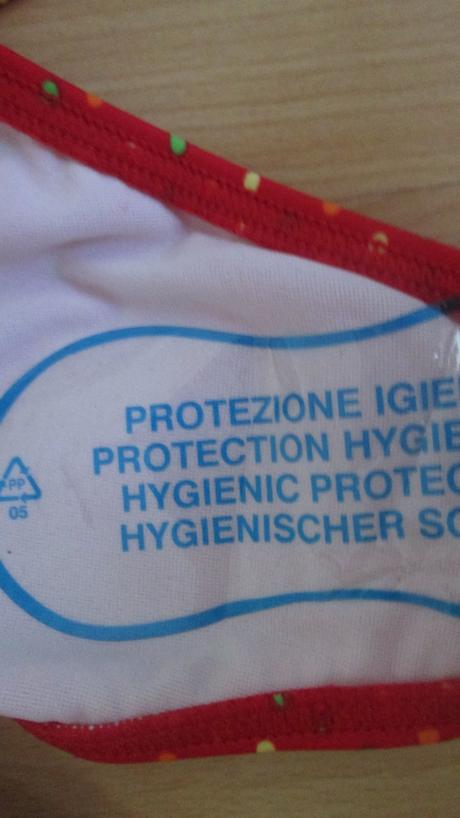 PROTEZIONE IGIE
PROTECTION HYGIE
HYGIENIC PROTEC
HYGIENISCHER SC
PP
05